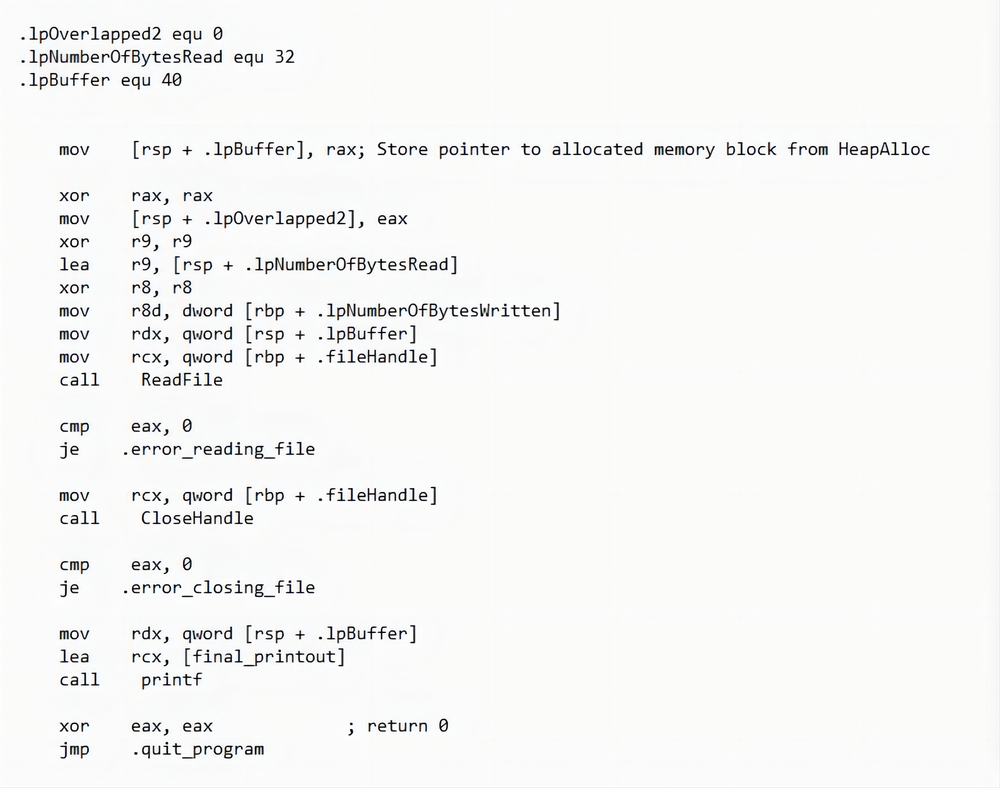 .lpOverlapped2 equ 0
.lpNumberOfBytesRead equ 32
.lpBuffer equ 40
mov    [rsp + .lpBuffer], rax; Store pointer to allocated memory block from HeapAlloc
xor    rax, rax
mov    [rsp + .lpOverlapped2], eax
xor    r9, r9
lea    r9, [rsp + .lpNumberOfBytesRead]
xor    r8, r8
mov    r8d, dword [rbp + .lpNumberOfBytesWritten]
mov    rdx, qword [rsp + .lpBuffer]
mov    rcx, qword [rbp + .fileHandle]
call    ReadFile
cmp    eax, 0
je    .error_reading_file
mov    rcx, qword [rbp + .fileHandle]
call    CloseHandle
cmp    eax, 0
je    .error_closing_file
mov    rdx, qword [rsp + .lpBuffer]
lea    rcx, [final_printout]
call    printf
xor    eax, eax             ; return 0
jmp    .quit_program